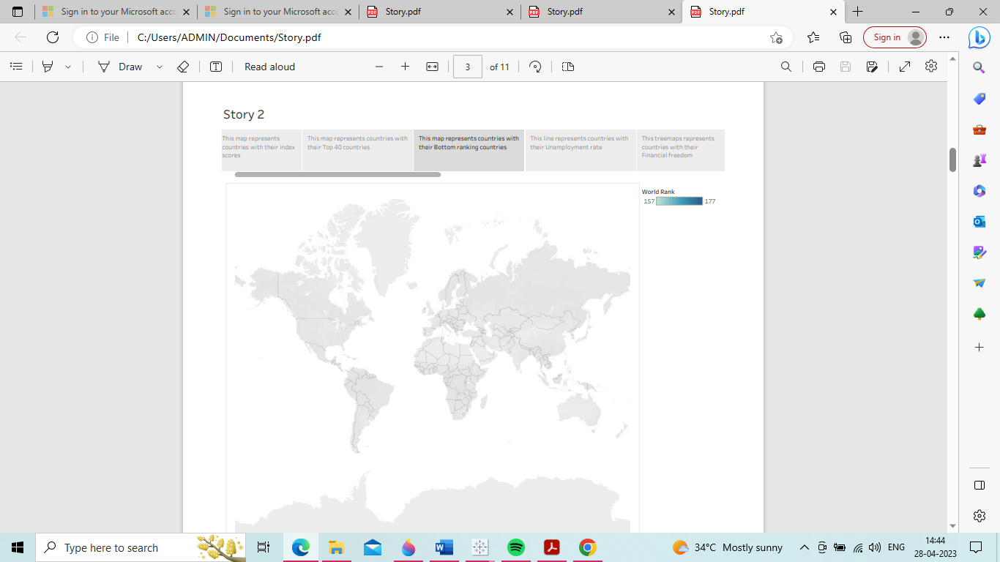 Sign in to your Microsoft acco
Sign in to your Microsoft acco
Story.pdf
Story.pdf
Story.pdf
File
C:/Users/ADMIN/Documents/Story.pdf
Sign in
Draw
Read aloud
3
of 11
Story 2
This map represents
countries with their index
scores
This map represents countries with
their Top 40 countries
This map represents countries with
their Bottom ranking countries
This line represents countries with
their Unemployment rate
This treemaps represents
countries with their
Financial freedom
World Rank
157
177
Type here to search
34°C Mostly sunny
ENG
14:44
28-04-2023